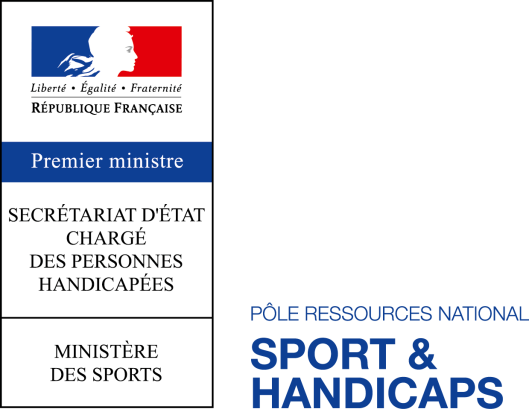 Liberté • Égalité • Fraternité
RÉPUBLIQUE FRANÇAISE
Premier ministre
SECRÉTARIAT D'ÉTAT
CHARGÉ
DES PERSONNES
HANDICAPÉES
MINISTÈRE
DES SPORTS
PÔLE RESSOURCES NATIONAL
SPORT &
HANDICAPS